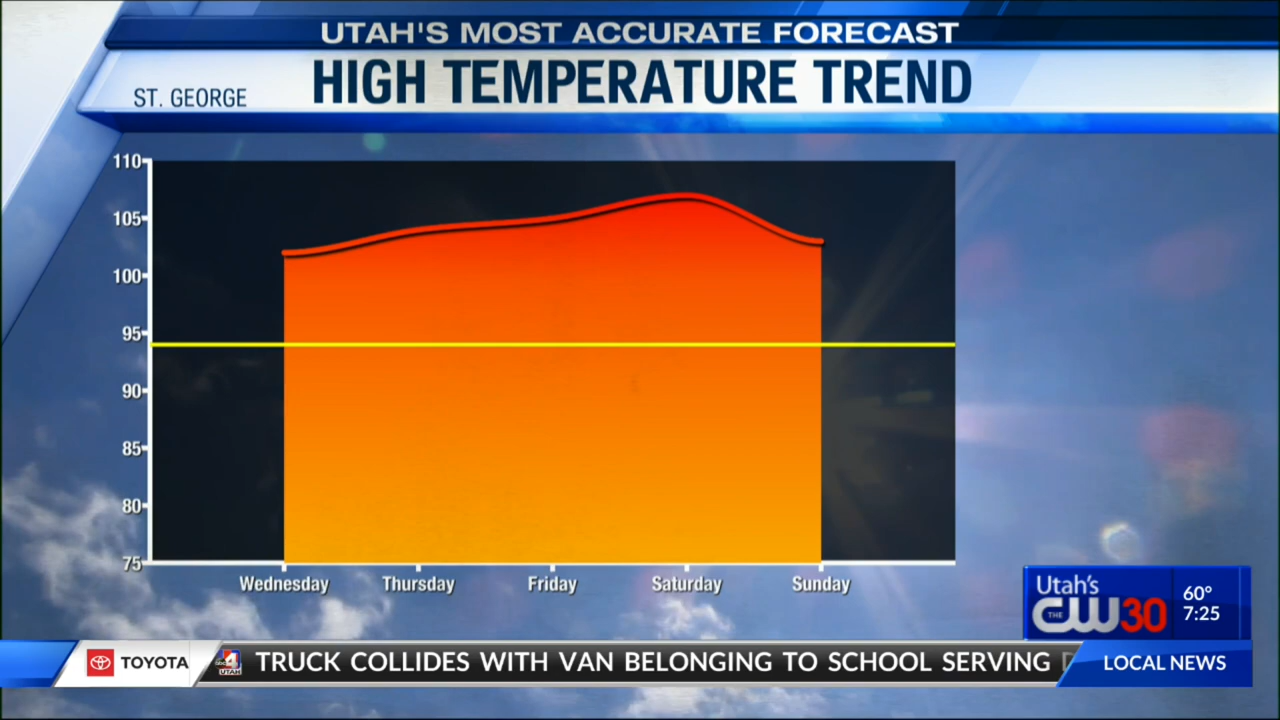 UTAH'S MOST ACCURATE FORECAST
ST. GEORGE
HIGH TEMPERATURE TREND
110
105
100
95
90
85
80
75
Wednesday
Thursday
Friday
Saturday
Sunday
Utah's
THE CW30
60°
7:25
TOYOTA
abc4
UTAH
TRUCK COLLIDES WITH VAN BELONGING TO SCHOOL SERVING
LOCAL NEWS